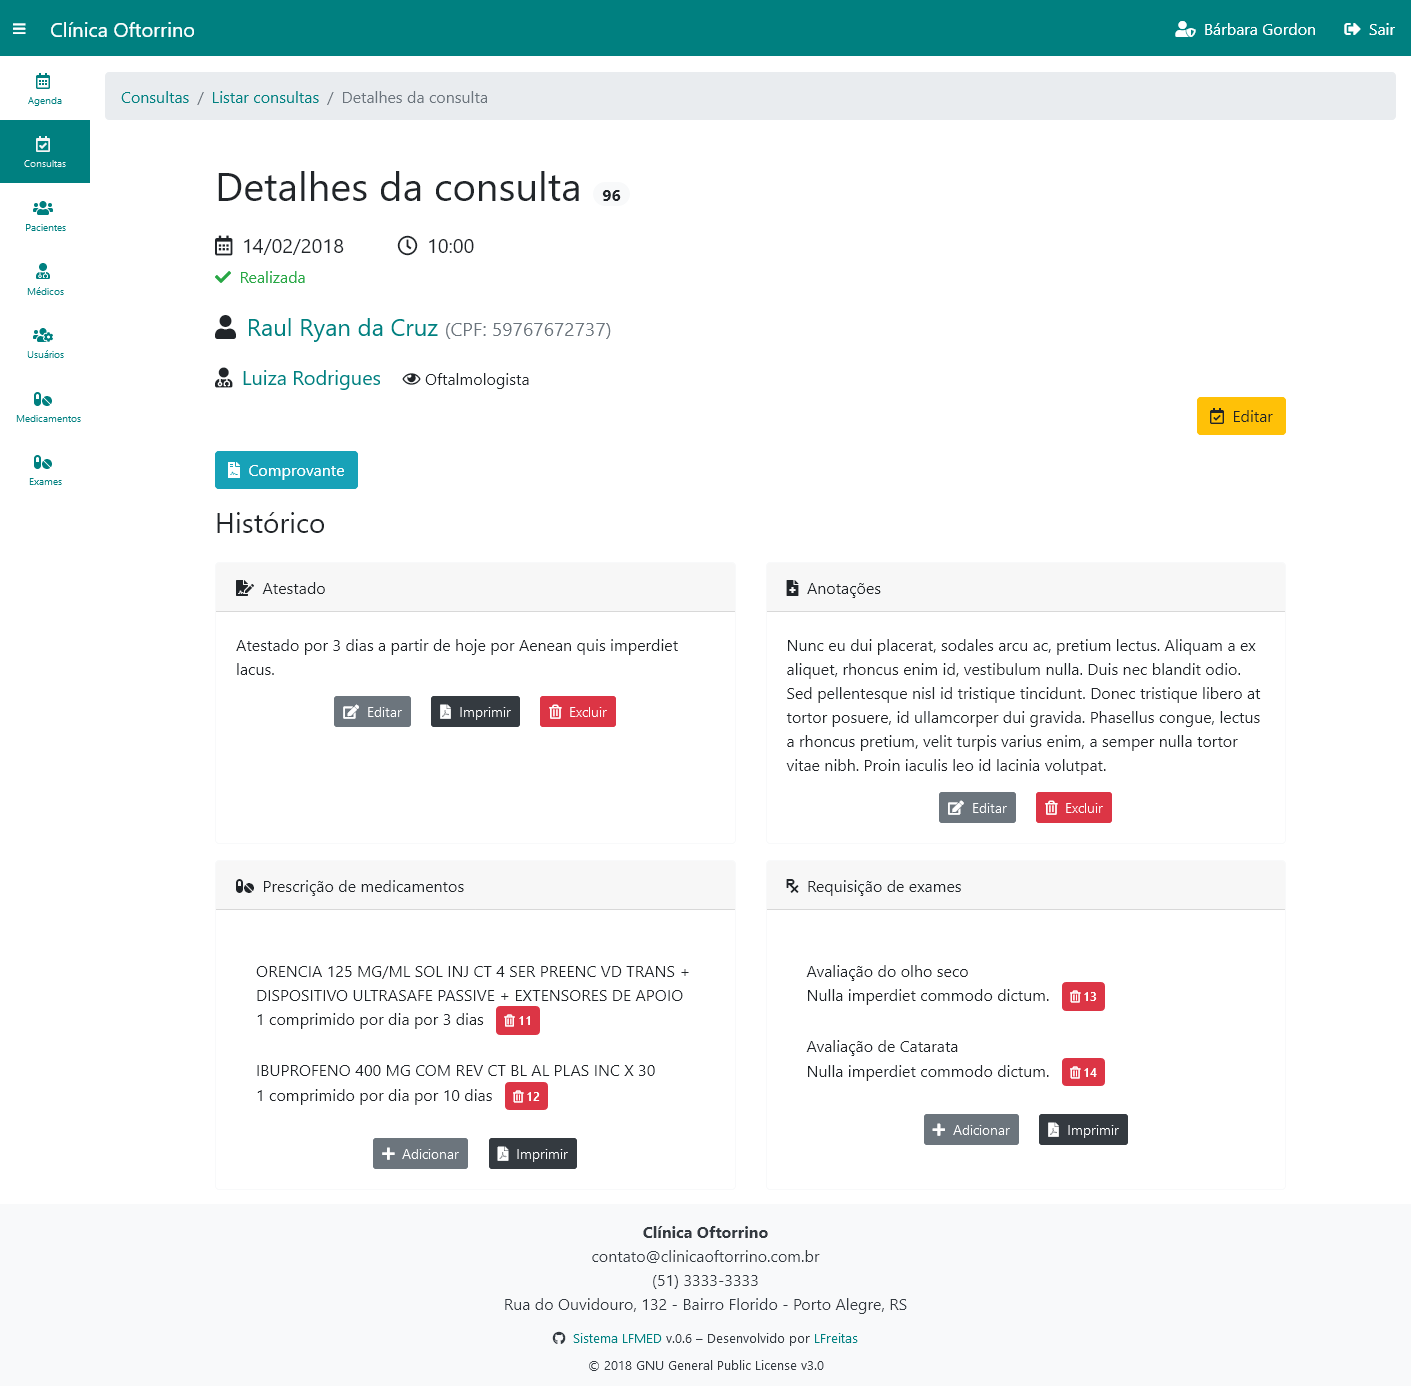 Clínica Oftorrino
Bárbara Gordon
Sair
Agenda
Consultas
Pacientes
Médicos
Usuários
Medicamentos
Exames
Consultas / Listar consultas / Detalhes da consulta
Detalhes da consulta 96
14/02/2018 10:00
Realizada
Raul Ryan da Cruz (CPF: 59767672737)
Luiza Rodrigues Oftalmologista
Editar
Comprovante
Histórico
Atestado
Atestado por 3 dias a partir de hoje por Aenean quis imperdiet
lacus.
Editar Imprimir Excluir
Anotações
Nunc eu dui placerat, sodales arcu ac, pretium lectus. Aliquam a ex
aliquet, rhoncus enim id, vestibulum nulla. Duis nec blandit odio.
Sed pellentesque nisl id tristique tincidunt. Donec tristique libero at
tortor posuere, id ullamcorper dui gravida. Phasellus congue, lectus
a rhoncus pretium, velit turpis varius enim, a semper nulla tortor
vitae nibh. Proin iaculis leo id lacinia volutpat.
Editar Excluir
Prescrição de medicamentos
ORENCIA 125 MG/ML SOL INJ CT 4 SER PREENC VD TRANS +
DISPOSITIVO ULTRASAFE PASSIVE + EXTENSORES DE APOIO
1 comprimido por dia por 3 dias 11
IBUPROFENO 400 MG COM REV CT BL AL PLAS INC X 30
1 comprimido por dia por 10 dias 12
Adicionar Imprimir
Requisição de exames
Avaliação do olho seco
Nulla imperdiet commodo dictum. 13
Avaliação de Catarata
Nulla imperdiet commodo dictum. 14
Adicionar Imprimir
Clínica Oftorrino
contato@clinicaoftorrino.com.br
(51) 3333-3333
Rua do Ouvidouro, 132 - Bairro Florido - Porto Alegre, RS
Sistema LFMED v.0.6 – Desenvolvido por LFreitas
© 2018 GNU General Public License v3.0